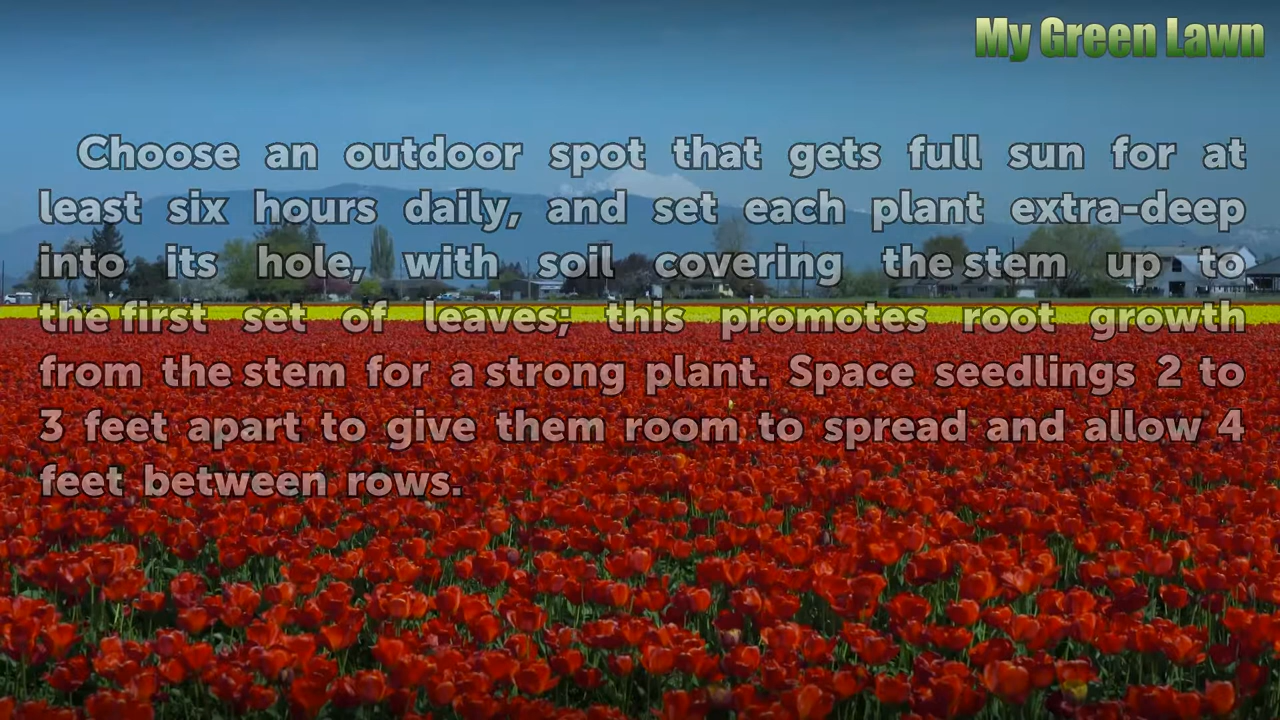 My Green Lawn
Choose an outdoor spot that gets full sun for at
least six hours daily, and set each plant extra-deep
into its hole, with soil covering the stem up to
the first set of leaves; this promotes root growth
from the stem for a strong plant. Space seedlings 2 to
3 feet apart to give them room to spread and allow 4
feet between rows.